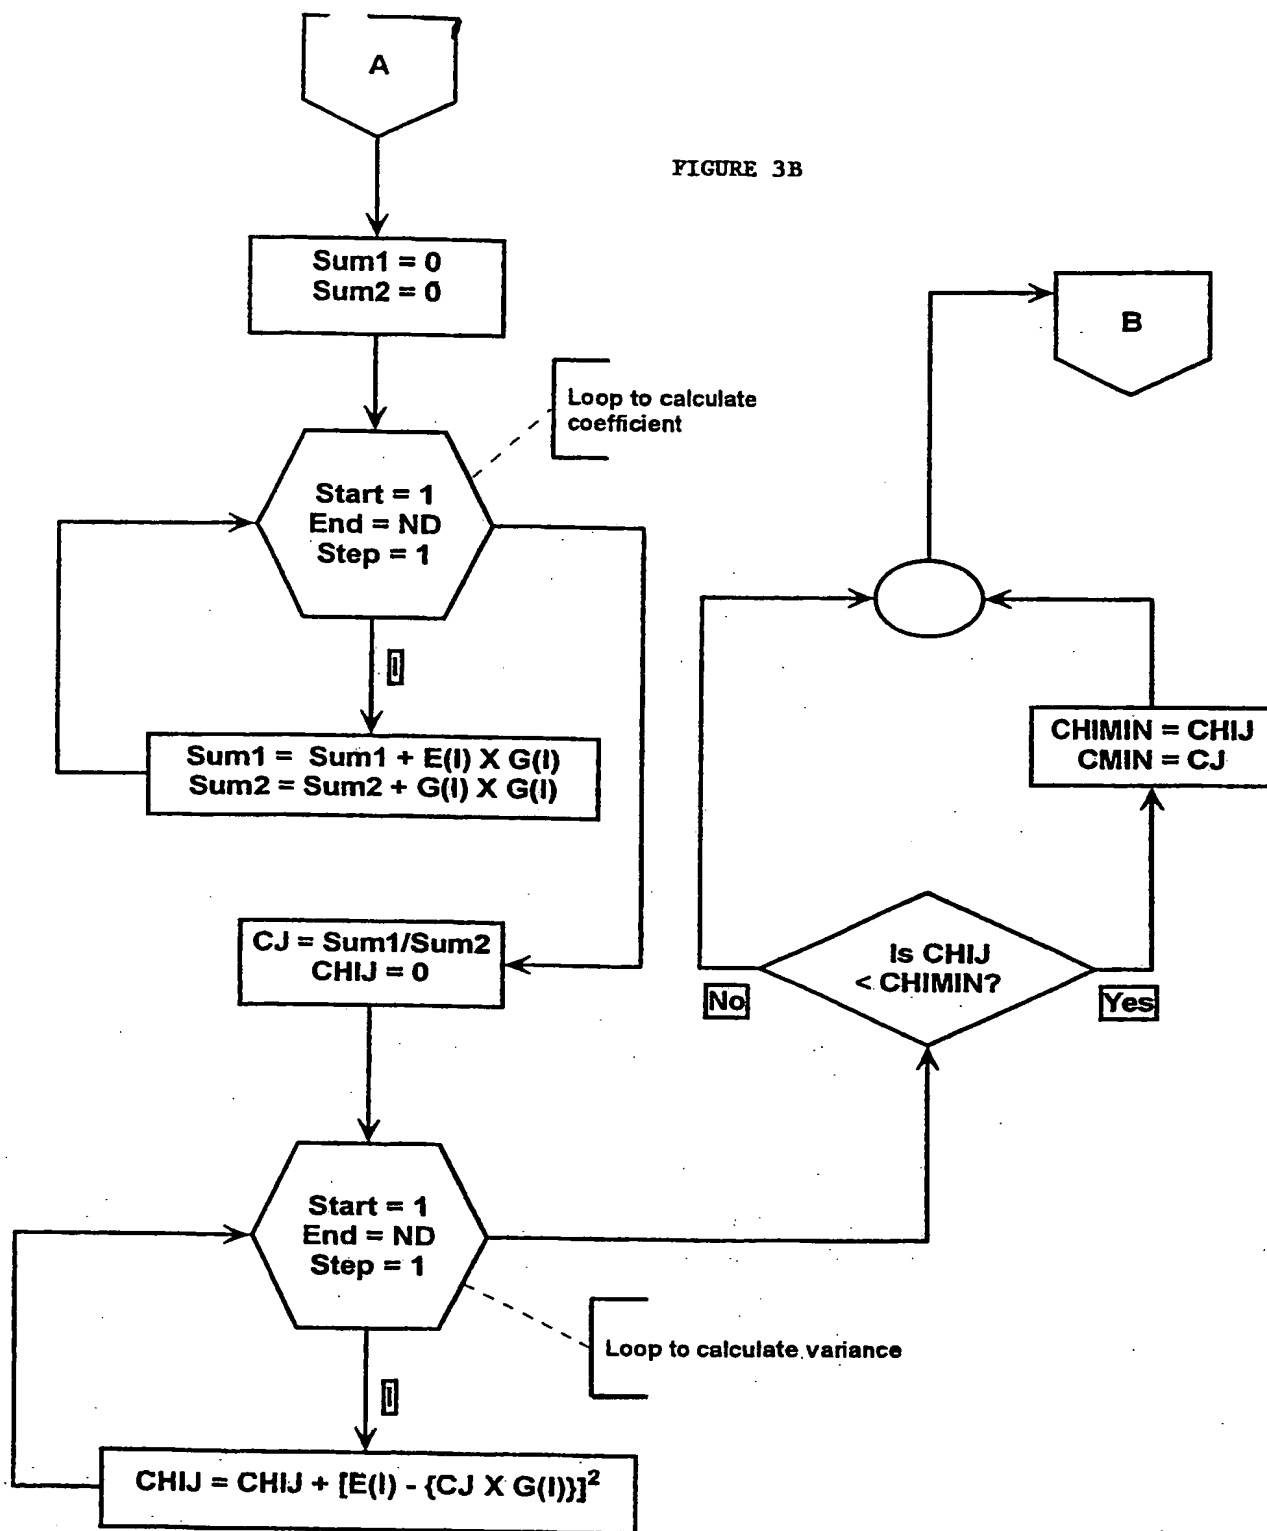 A
FIGURE 3B
Sum1 = 0
Sum2 = 0
Loop to calculate
coefficient
Start = 1
End = ND
Step = 1
I
Sum1 = Sum1 + E(I) X G(I)
Sum2 = Sum2 + G(I) X G(I)
CJ = Sum1/Sum2
CHIJ = 0
Start = 1
End = ND
Step = 1
Loop to calculate variance
I
CHIJ = CHIJ + [E(I) - {CJ X G(I)}]²
Is CHIJ
< CHIMIN?
No
Yes
CHIMIN = CHIJ
CMIN = CJ
B